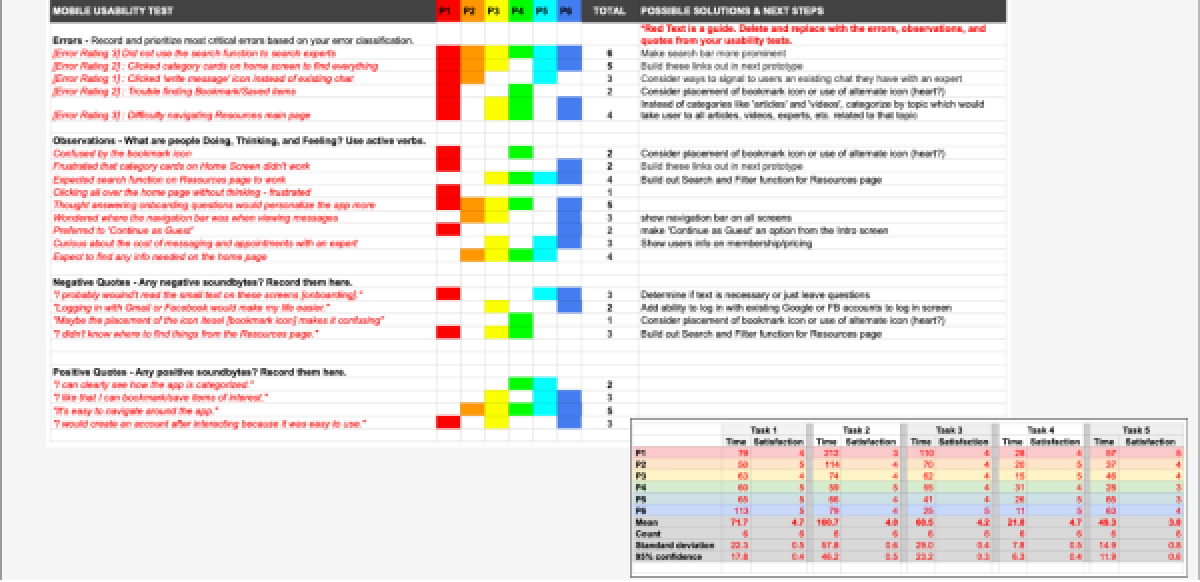 MOBILE USABILITY TEST P1 P2 P3 P4 P5 P6 TOTAL POSSIBLE SOLUTIONS & NEXT STEPS
*Red Text is a guide. Delete and replace with the errors, observations, and
Errors - Record and prioritize most critical errors based on your error classification. quotes from your usability tests.
[Error Rating 3] Did not use the search function to search experts 6 Make search bar more prominent
[Error Rating 2] : Clicked category cards on home screen to find everything 5 Build these links out in next prototype
[Error Rating 1] : Clicked 'write message' icon instead of existing chat 3 Consider ways to signal to users an existing chat they have with an expert
[Error Rating 2] : Trouble finding Bookmark/Saved items 2 Consider placement of bookmark icon or use of alternate icon (heart?)
Instead of categories like 'articles' and 'videos', categorize by topic which would
[Error Rating 3] : Difficulty navigating Resources main page 4 take user to all articles, videos, experts, etc. related to that topic
Observations - What are people Doing, Thinking, and Feeling? Use active verbs.
Confused by the bookmark icon 2 Consider placement of bookmark icon or use of alternate icon (heart?)
Frustrated that category cards on Home Screen didn't work 2 Build these links out in next prototype
Expected search function on Resources page to work 4 Build out Search and Filter function for Resources page
Clicking all over the home page without thinking - frustrated 1
Thought answering onboarding questions would personalize the app more 5
Wondered where the navigation bar was when viewing messages 3 show navigation bar on all screens
Preferred to "Continue as Guest" 2 make 'Continue as Guest' an option from the Intro screen
Curious about the cost of messaging and appointments with an expert 3 Show users info on membership/pricing
Expect to find any info needed on the home page 4
Negative Quotes - Any negative soundbytes? Record them here.
"I probably wouldn't read the small text on these screens [onboarding]." 3 Determine if text is necessary or just leave questions
"Logging in with Gmail or Facebook would make my life easier." 2 Add ability to log in with existing Google or FB accounts to log in screen
"Maybe the placement of the icon itself [bookmark icon] makes it confusing" 1 Consider placement of bookmark icon or use of alternate icon (heart?)
"I didn't know where to find things from the Resources page." 3 Build out Search and Filter function for Resources page
Positive Quotes - Any positive soundbytes? Record them here.
"I can clearly see how the app is categorized." 2
"I like that I can bookmark/save items of interest." 3
"It's easy to navigate around the app." 5
"I would create an account after interacting because it was easy to use." 3
Task 1 Task 2 Task 3 Task 4 Task 5
Time Satisfaction Time Satisfaction Time Satisfaction Time Satisfaction Time Satisfaction
P1 79 4 212 3 110 4 28 4 57
P2 50 5 114 5 70 4 20 5 37 4
P3 63 4 74 4 62 4 15 5 46 4
P4 60 5 59 5 55 4 31 4 28 3
P5 65 5 66 4 41 4 26 5 65 3
P6 113 5 79 4 25 5 11 5 63 4
Mean 71.7 4.7 100.7 60.5 4.2 21.8 4.7 3.8
Count 6 6 6 6 6 6 6 6 6 6
Standard deviation 22.3 0.5 57.8 0.6 29.0 0.4 7.8 0.5 14.9
95% confidence 17.8 0.4 46.2 0.5 23.2 0.3 6.3 0.4 11.9